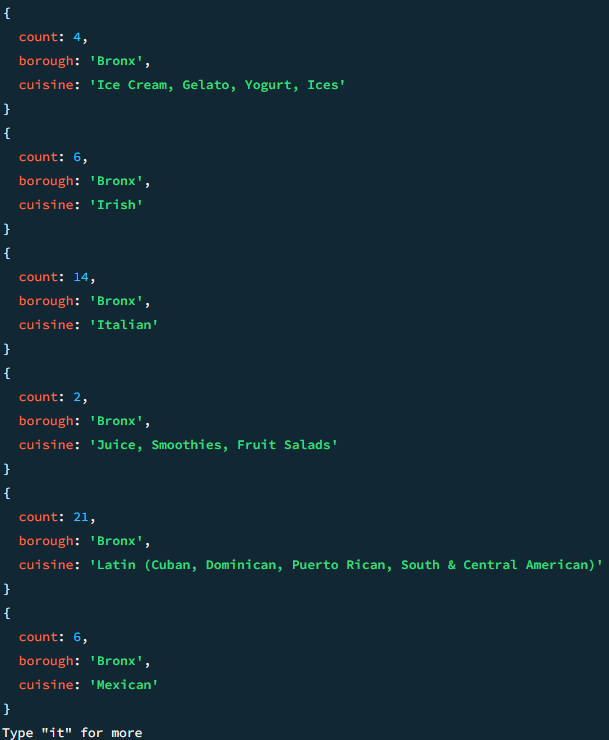 {
  count: 4,
  borough: 'Bronx',
  cuisine: 'Ice Cream, Gelato, Yogurt, Ices'
}
{
  count: 6,
  borough: 'Bronx',
  cuisine: 'Irish'
}
{
  count: 14,
  borough: 'Bronx',
  cuisine: 'Italian'
}
{
  count: 2,
  borough: 'Bronx',
  cuisine: 'Juice, Smoothies, Fruit Salads'
}
{
  count: 21,
  borough: 'Bronx',
  cuisine: 'Latin (Cuban, Dominican, Puerto Rican, South & Central American)'
}
{
  count: 6,
  borough: 'Bronx',
  cuisine: 'Mexican'
}
Type "it" for more